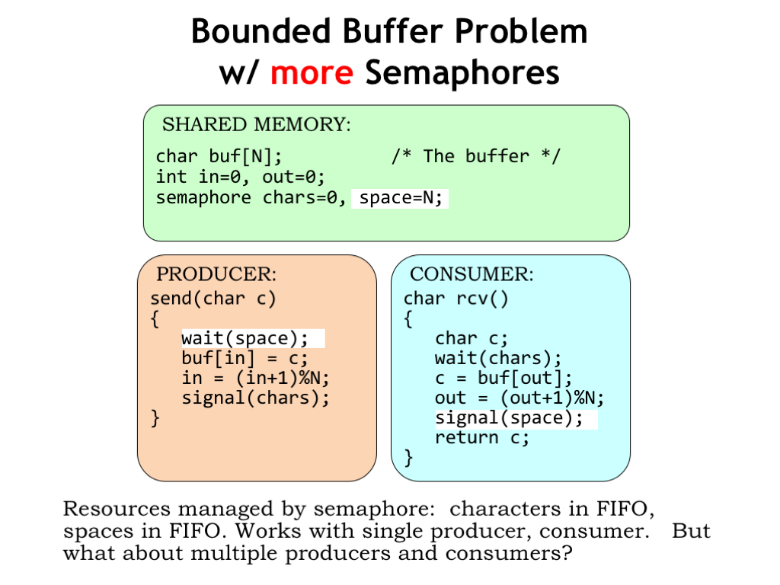 Bounded Buffer Problem
w/ more Semaphores
SHARED MEMORY:
char buf[N];          /* The buffer */
int in=0, out=0;
semaphore chars=0, space=N;
PRODUCER:
send(char c)
{
   wait(space);
   buf[in] = c;
   in = (in+1)%N;
   signal(chars);
}
CONSUMER:
char rcv()
{
   char c;
   wait(chars);
   c = buf[out];
   out = (out+1)%N;
   signal(space);
   return c;
}
Resources managed by semaphore:  characters in FIFO,
spaces in FIFO. Works with single producer, consumer.   But
what about multiple producers and consumers?